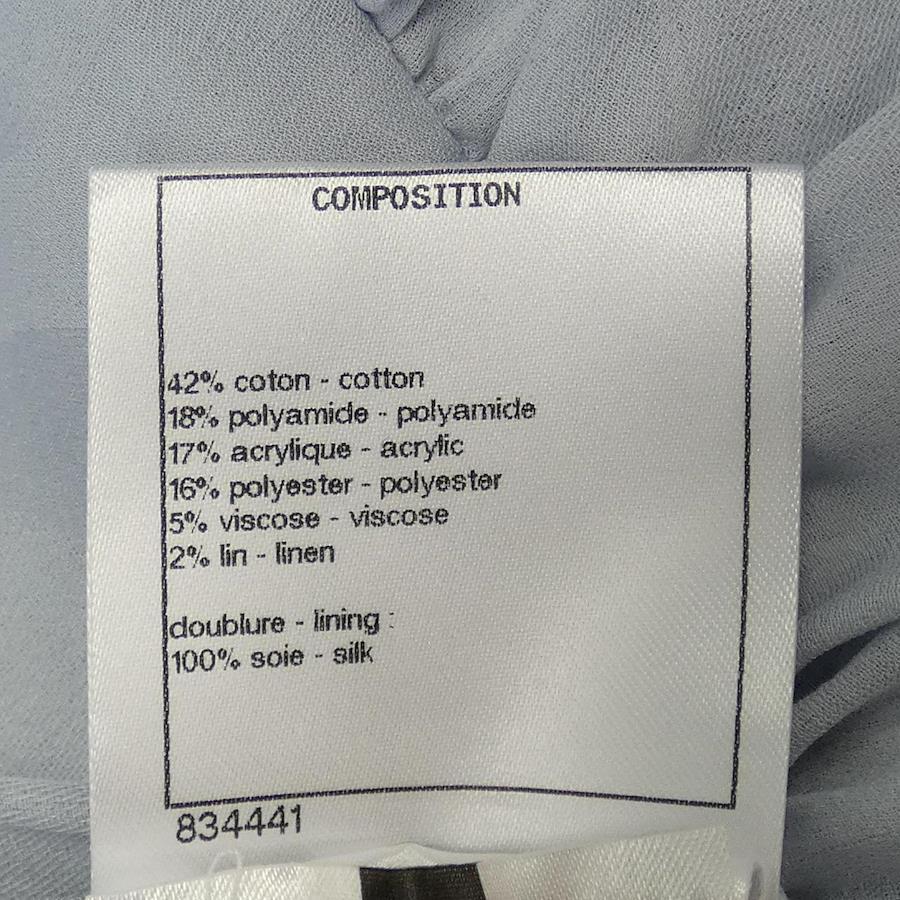 COMPOSITION
42% coton - cotton
18% polyamide - polyamide
17% acrylique - acrylic
16% polyester - polyester
5% viscose - viscose
2% lin - linen
doublure - lining :
100% soie - silk
834441